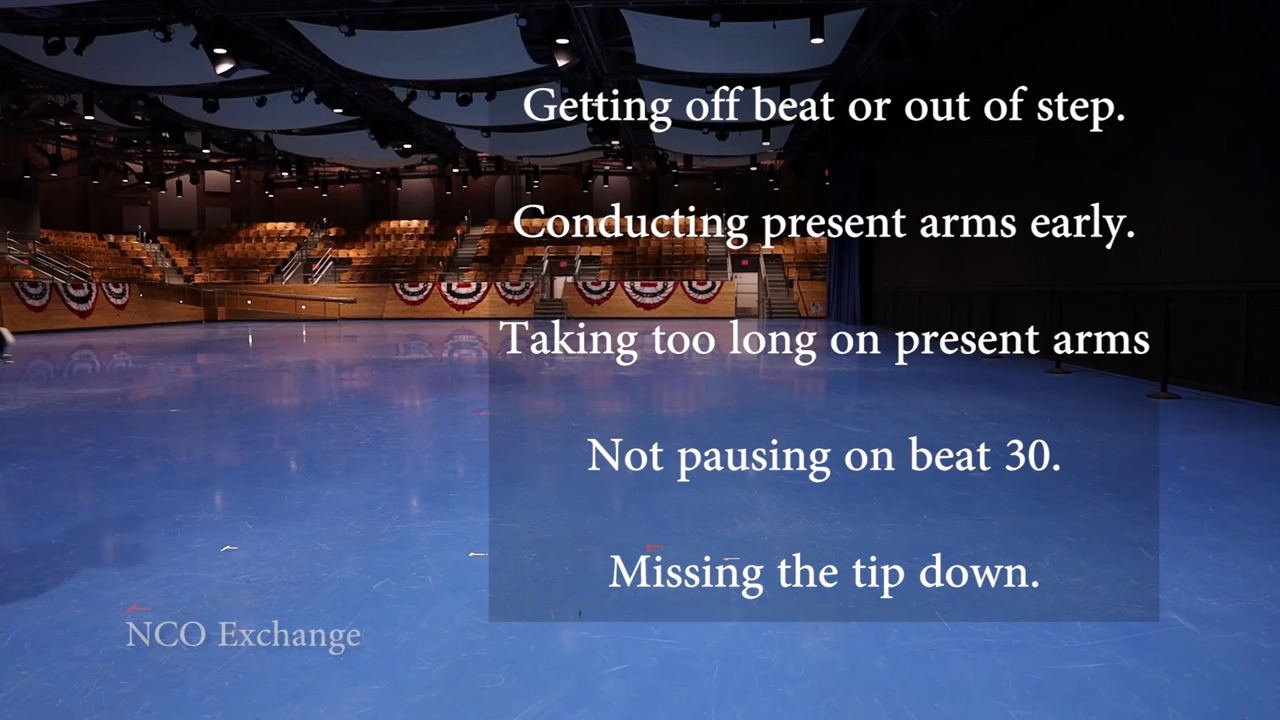 Getting off beat or out of step.
Conducting present arms early.
Taking too long on present arms
Not pausing on beat 30.
Missing the tip down.
NCO Exchange